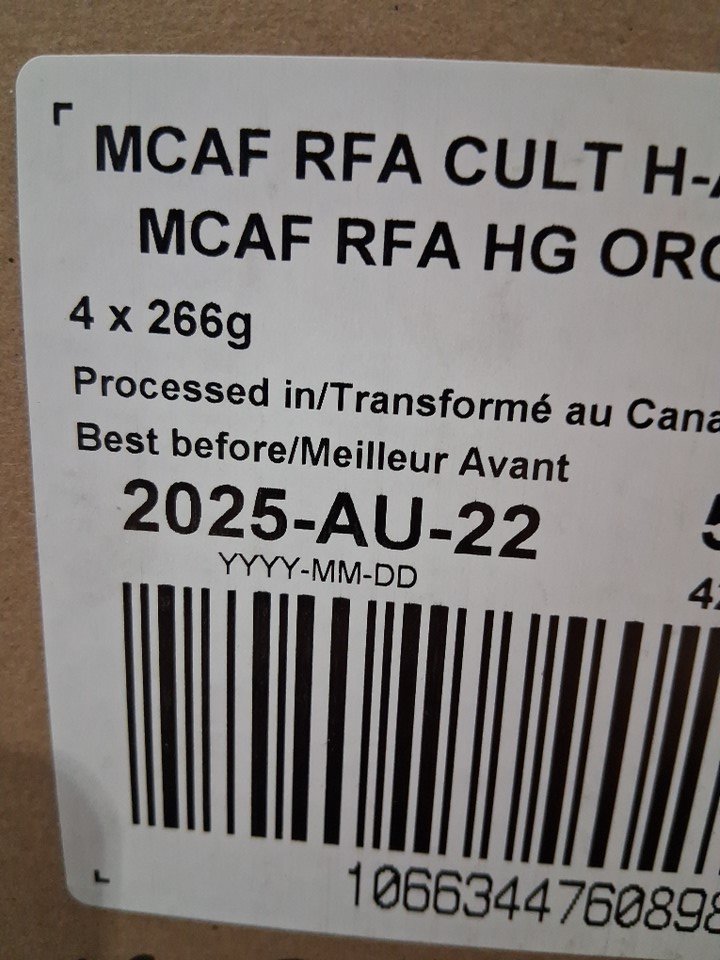 MCAF RFA CULT H-
MCAF RFA HG ORG
4 x 266g
Processed in/Transformé au Cana
Best before/Meilleur Avant
2025-AU-22
YYYY-MM-DD
1066344760898